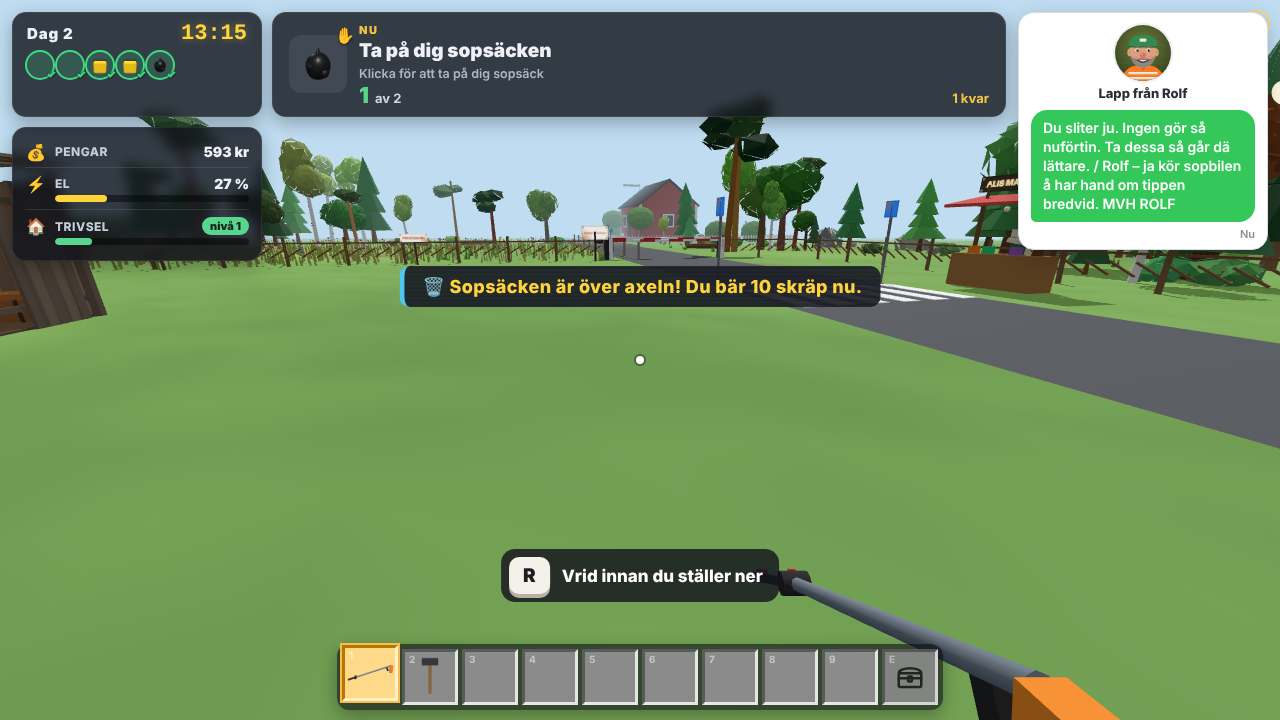 Dag 2
13:15
NU
Ta på dig sopsäcken
Klicka för att ta på dig sopsäck
1 av 2
1 kvar
PENGAR
593 kr
EL
27 %
TRIVSEL
nivå 1
Lapp från Rolf
Du sliter ju. Ingen gör så
nuförtin. Ta dessa så går dä
lättare. / Rolf – ja kör sopbilen
å har hand om tippen
bredvid. MVH ROLF
Nu
Sopsäcken är över axeln! Du bär 10 skräp nu.
R
Vrid innan du ställer ner
1
2
3
4
5
6
7
8
9
E